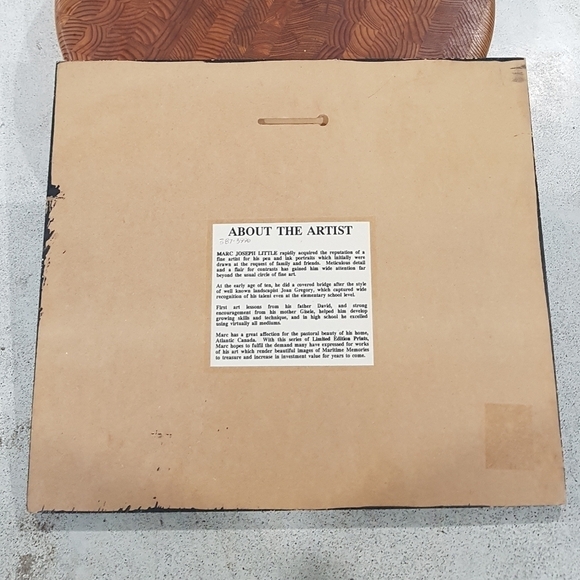 ABOUT THE ARTIST
MARC JOSEPH LITTLE rapidly acquired the reputation of a
fine artist for his pen and ink portraits which initially were
drawn at the request of family and friends. Meticulous detail
and a flair for contrasts has gained him wide attention far
beyond the usual circle of fine art.
At the early age of ten, he did a covered bridge after the style
of well known landscapist Joan Gregory, which captured wide
recognition of his talent even at the elementary school level.
First art lessons from his father David, and strong
encouragement from his mother Gisele, helped him develop
growing skills and technique, and in high school he excelled
using virtually all mediums.
Marc has a great affection for the pastoral beauty of his home,
Atlantic Canada. With this series of Limited Edition Prints,
Marc hopes to fulfil the demand many have expressed for works
of his art which render beautiful images of Maritime Memories
to treasure and increase in investment value for years to come.